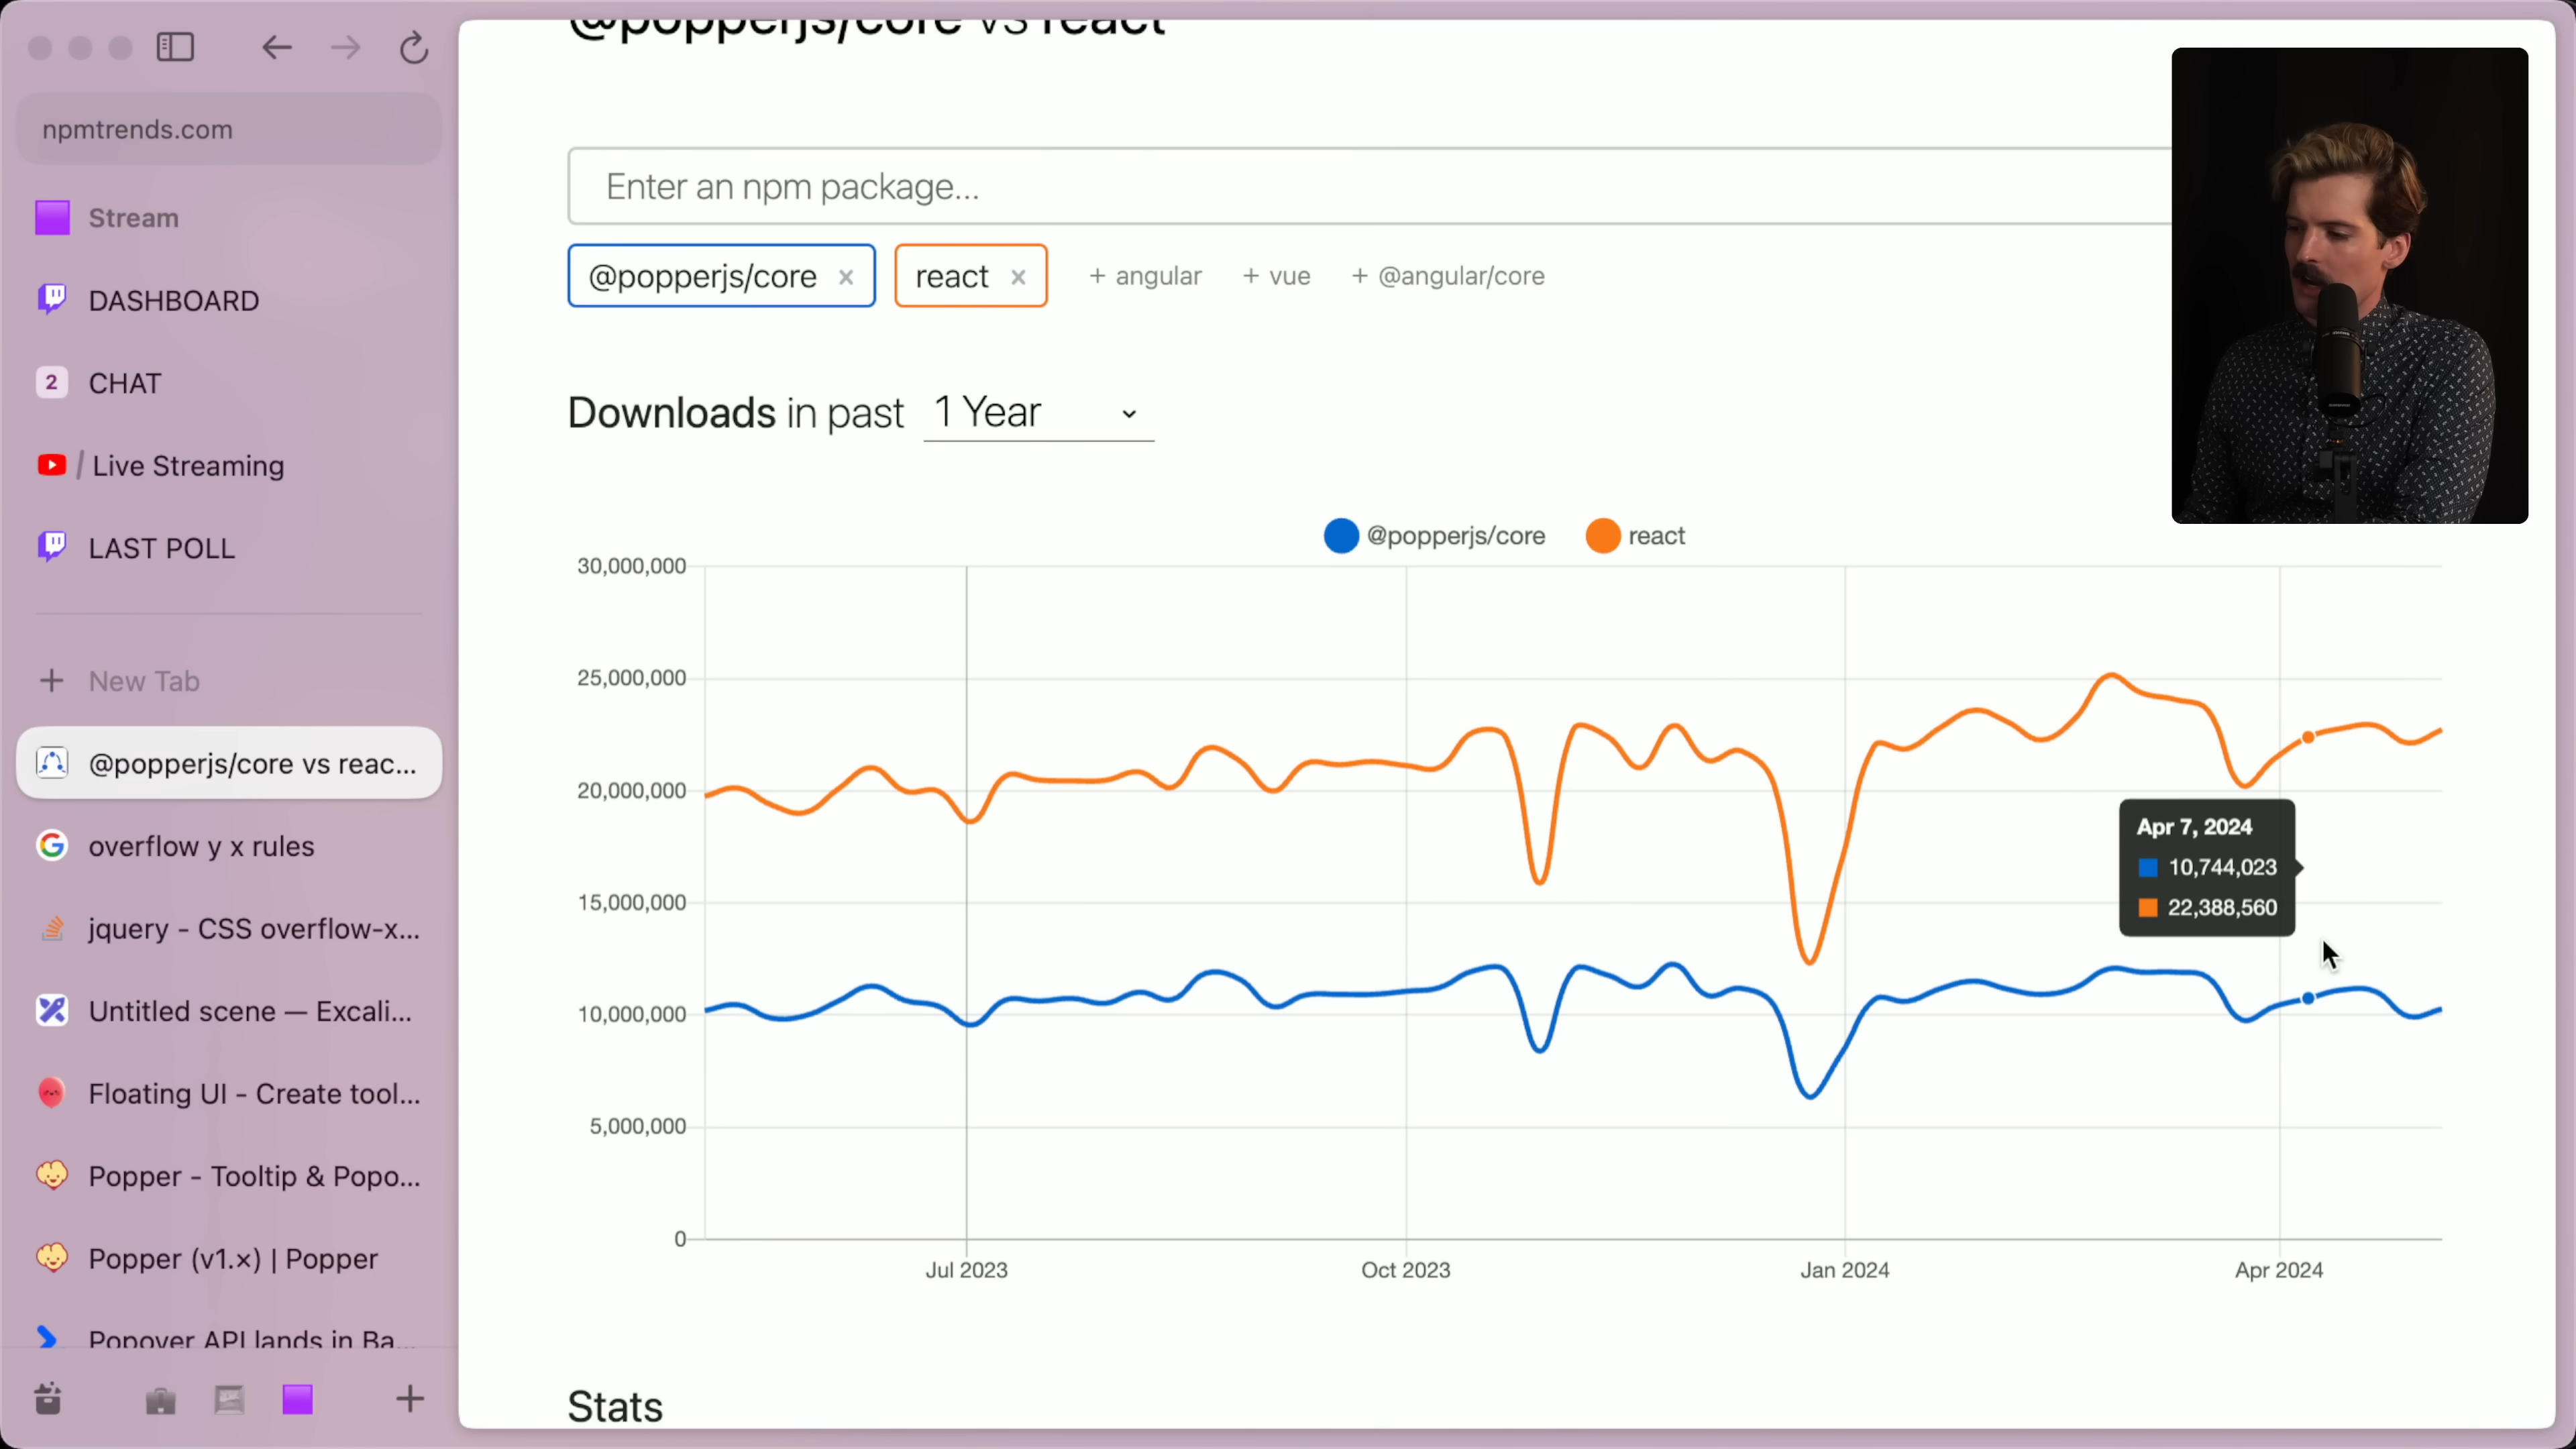 npmtrends.com
Stream
DASHBOARD
2 CHAT
/ Live Streaming
LAST POLL
+ New Tab
@popperjs/core vs reac...
overflow y x rules
jquery - CSS overflow-x...
Untitled scene — Excali...
Floating UI - Create tool...
Popper - Tooltip & Popo...
Popper (v1.x) | Popper
Popover API lands in Ba...
@popperjs/core vs react
Enter an npm package...
@popperjs/core × react × + angular + vue + @angular/core
Downloads in past 1 Year
@popperjs/core react
30,000,000
25,000,000
20,000,000
15,000,000
10,000,000
5,000,000
0
Apr 7, 2024
10,744,023
22,388,560
Jul 2023 Oct 2023 Jan 2024 Apr 2024
Stats